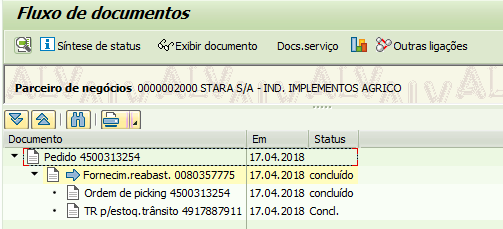 Fluxo de documentos
Síntese de status Exibir documento Docs.serviço Outras ligações
Parceiro de negócios 0000002000 STARA S/A - IND. IMPLEMENTOS AGRICO
Documento Em Status
Pedido 4500313254 17.04.2018
Fornecim.reabast. 0080357775 17.04.2018 concluído
Ordem de picking 4500313254 17.04.2018 concluído
TR p/estoq.trânsito 4917887911 17.04.2018 Concl.